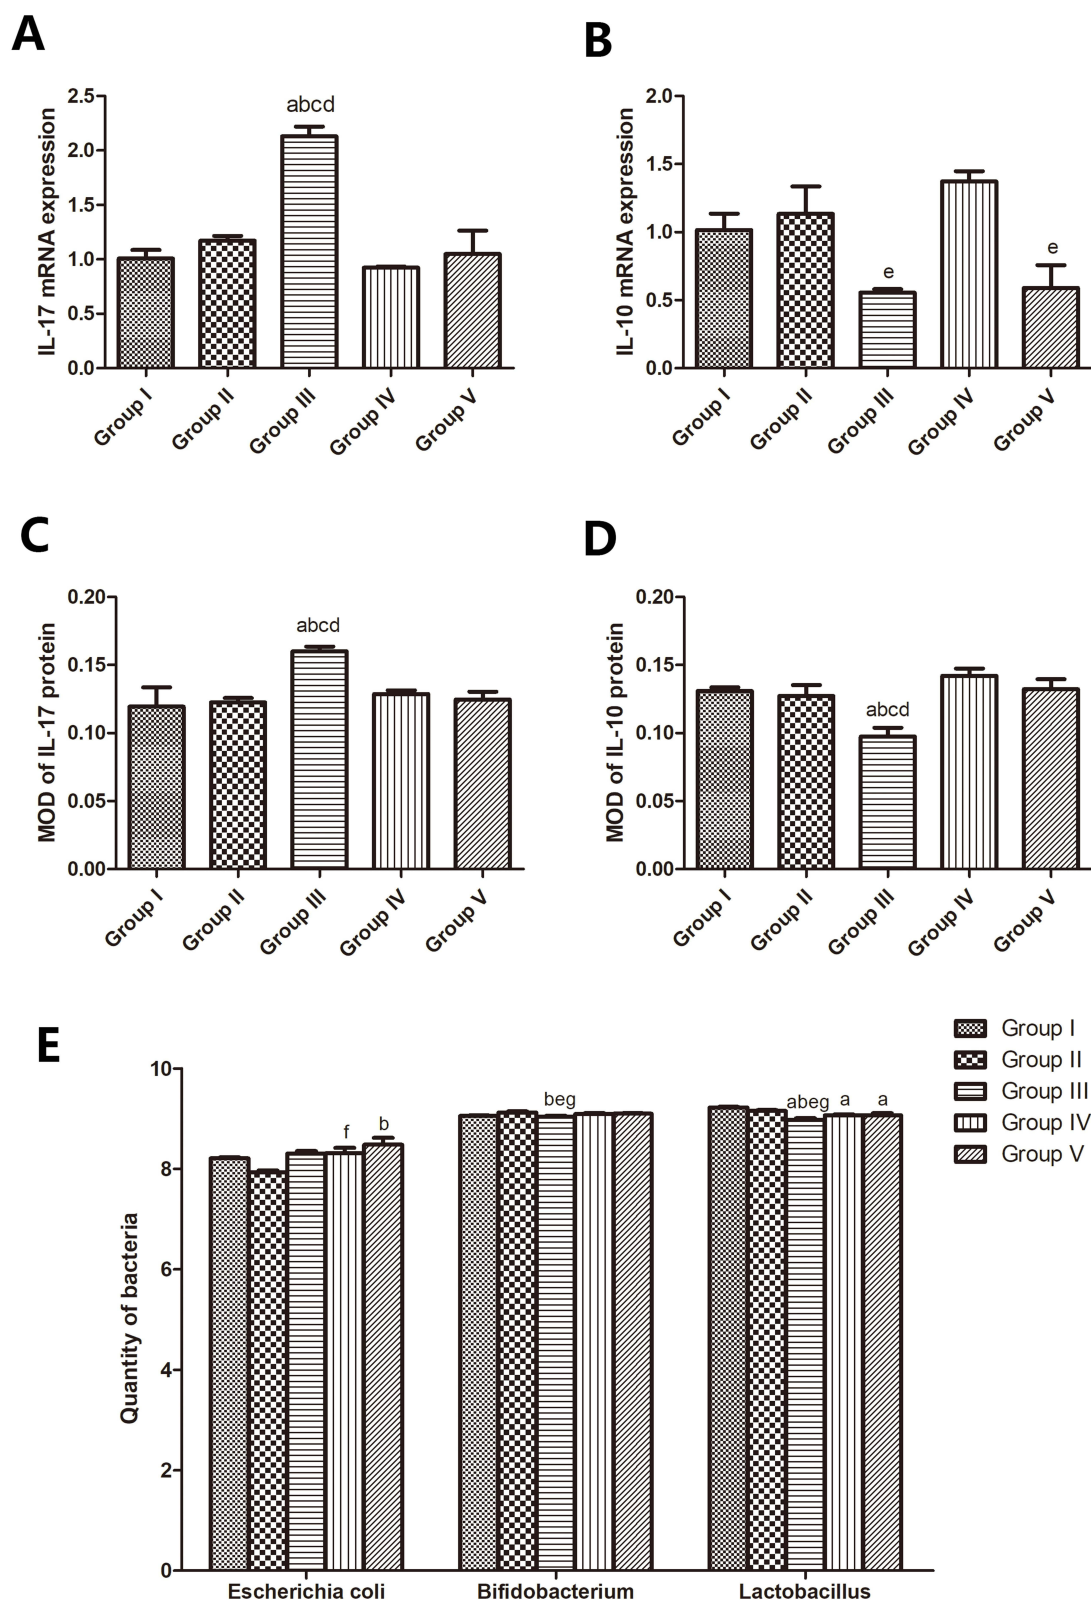 A
IL-17 mRNA expression
2.5
2.0
1.5
1.0
0.5
0.0
abcd
Group I
Group II
Group III
Group IV
Group V
B
IL-10 mRNA expression
2.0
1.5
1.0
0.5
0.0
e
e
Group I
Group II
Group III
Group IV
Group V
C
MOD of IL-17 protein
0.20
0.15
0.10
0.05
0.00
abcd
Group I
Group II
Group III
Group IV
Group V
D
MOD of IL-10 protein
0.20
0.15
0.10
0.05
0.00
abcd
Group I
Group II
Group III
Group IV
Group V
E
Quantity of bacteria
10
8
6
4
2
0
f
b
beg
abeg
a
a
Escherichia coli
Bifidobacterium
Lactobacillus
Group I
Group II
Group III
Group IV
Group V